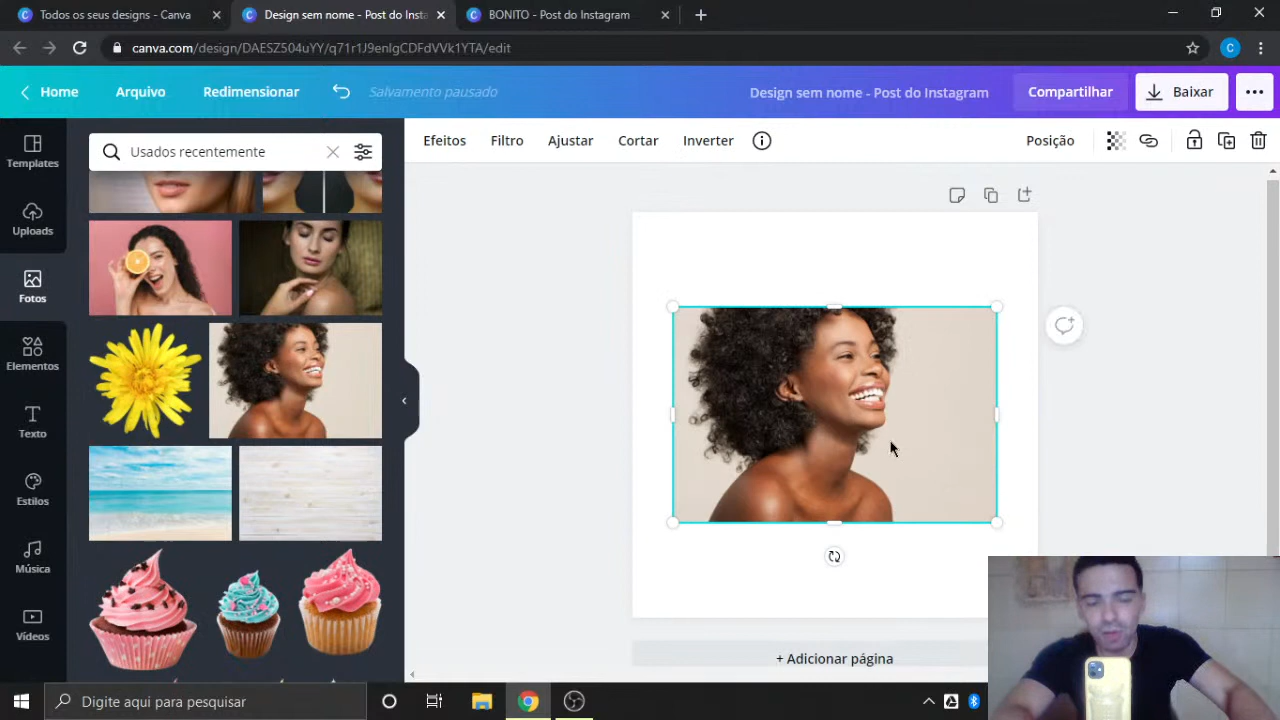 Todos os seus designs - Canva
Design sem nome - Post do Insta
BONITO - Post do Instagram
canva.com/design/DAESZ504uYY/q71r1J9enIgCDFdVVk1YTA/edit
C
Home
Arquivo
Redimensionar
Salvamento pausado
Design sem nome - Post do Instagram
Compartilhar
Baixar
Templates
Uploads
Fotos
Elementos
Texto
Estilos
Música
Vídeos
Usados recentemente
Efeitos
Filtro
Ajustar
Cortar
Inverter
Posição
+ Adicionar página
Digite aqui para pesquisar